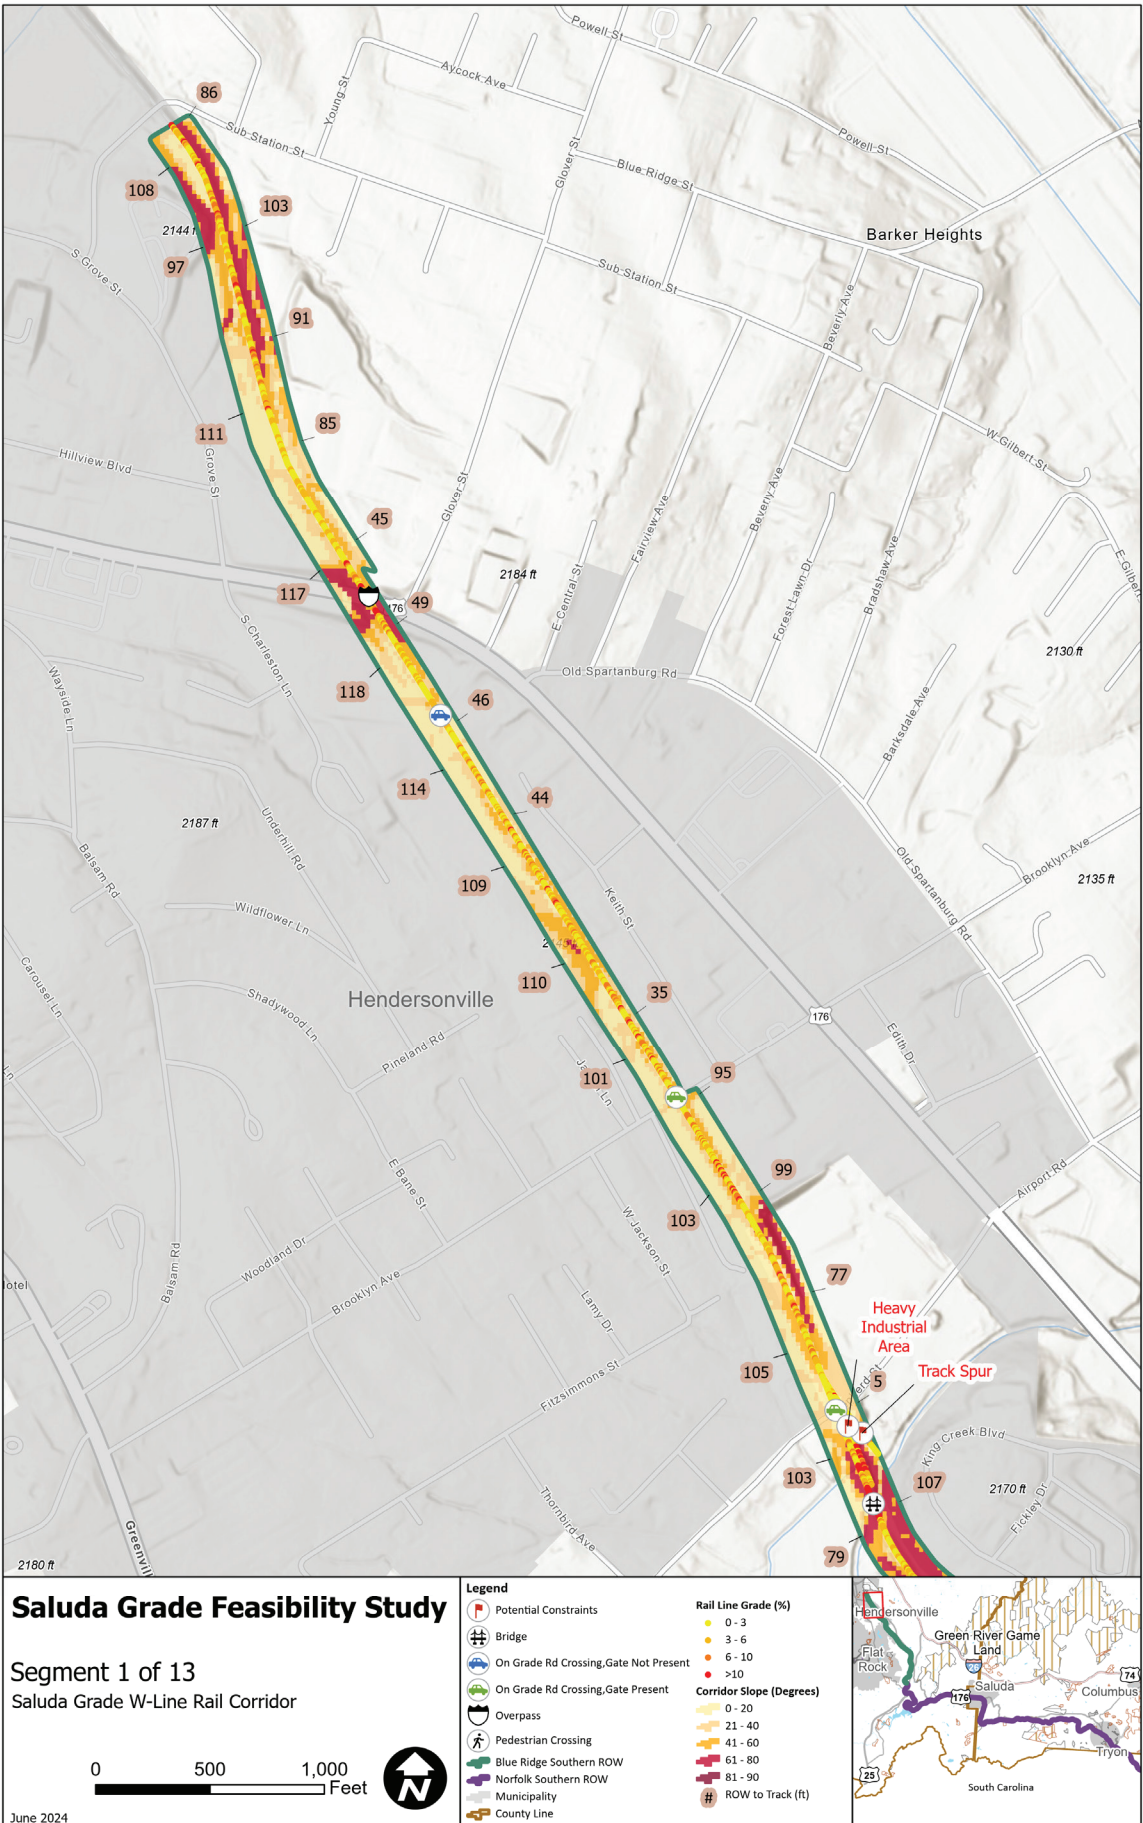 Powell St
86
Aycock Ave
Young St
Sub Station St
Powell St
Glover St
Blue Ridge St
108
103
2144 f
Barker Heights
97
S Grove St
Sub Station St
91
Beverly Ave
85
111
W Gilbert St
Hillview Blvd
Grove St
Glover St
Beverly Ave
45
Fairview Ave
E Gilbert
2184 ft
Bradshaw Ave
Forest Lawn Dr
E Central St
117
176
49
S Charleston Ln
2130 ft
Old Spartanburg Rd
Wayside Ln
118
46
Barksdale Ave
114
44
2187 ft
Underhill Rd
Balsam Rd
Old Spartanburg Rd
Brooklyn Ave
2135 ft
109
Keith St
Wildflower Ln
Carousel Ln
110
35
Hendersonville
Shadywood Ln
176
Pineland Rd
Edith Dr
Ln
101
95
Ln
E Bane St
99
Airport Rd
103
W Jackson St
Woodland Dr
Balsam Rd
77
Brooklyn Ave
Lamy Dr
Heavy
Industrial
Area
lotel
105
Track Spur
5
Fitzsimmons St
King Creek Blvd
103
107
2170 ft
Fickley Dr
Thornbird Ave
Greenvil
79
2180 ft
Saluda Grade Feasibility Study
Segment 1 of 13
Saluda Grade W-Line Rail Corridor
0 500 1,000
Feet
N
June 2024
Legend
Potential Constraints
Bridge
On Grade Rd Crossing,Gate Not Present
On Grade Rd Crossing,Gate Present
Overpass
Pedestrian Crossing
Blue Ridge Southern ROW
Norfolk Southern ROW
Municipality
County Line
Rail Line Grade (%)
0 - 3
3 - 6
6 - 10
>10
Corridor Slope (Degrees)
0 - 20
21 - 40
41 - 60
61 - 80
81 - 90
# ROW to Track (ft)
Hendersonville
Green River Game
Land
Flat
Rock
74
Saluda
176
Columbus
Tryon
25
South Carolina